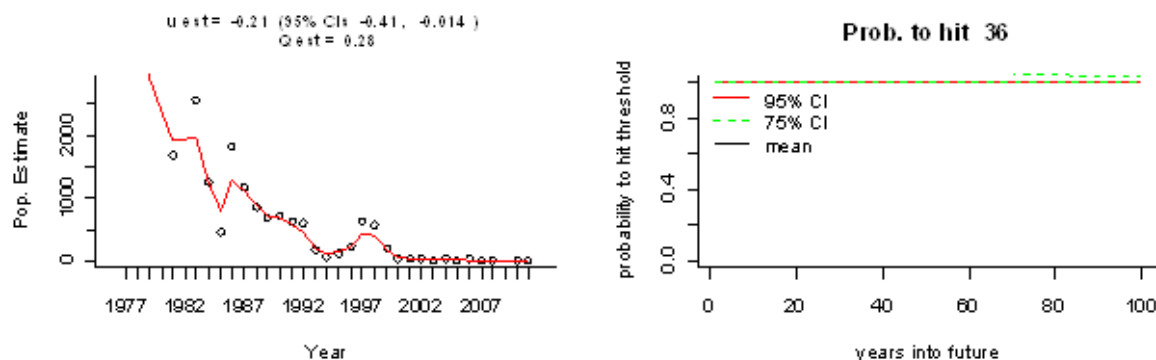 u est = -0.21 (95% CIs -0.41, -0.014 )
Q est = 0.28
Pop. Estimate
2000
1000
0
1977 1982 1987 1992 1997 2002 2007
Year
Prob. to hit 36
probability to hit threshold
0.8
0.4
0.0
95% CI
75% CI
mean
0 20 40 60 80 100
years into future